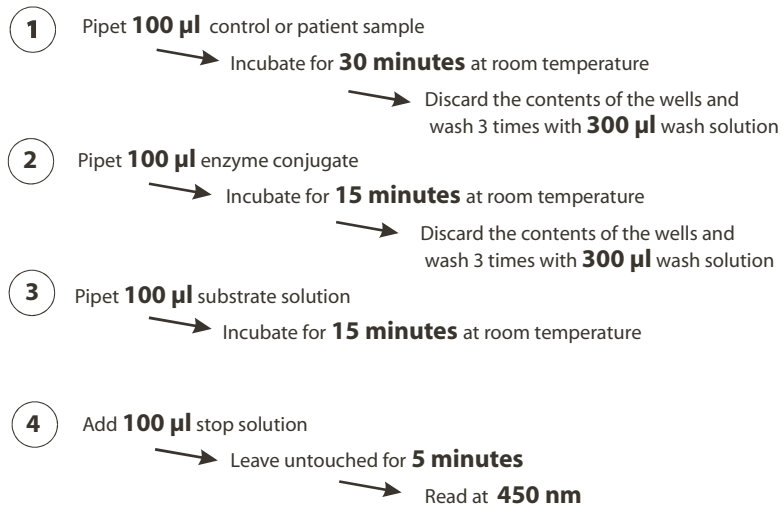 1 Pipet 100 µl control or patient sample
Incubate for 30 minutes at room temperature
Discard the contents of the wells and
wash 3 times with 300 µl wash solution
2 Pipet 100 µl enzyme conjugate
Incubate for 15 minutes at room temperature
Discard the contents of the wells and
wash 3 times with 300 µl wash solution
3 Pipet 100 µl substrate solution
Incubate for 15 minutes at room temperature
4 Add 100 µl stop solution
Leave untouched for 5 minutes
Read at 450 nm